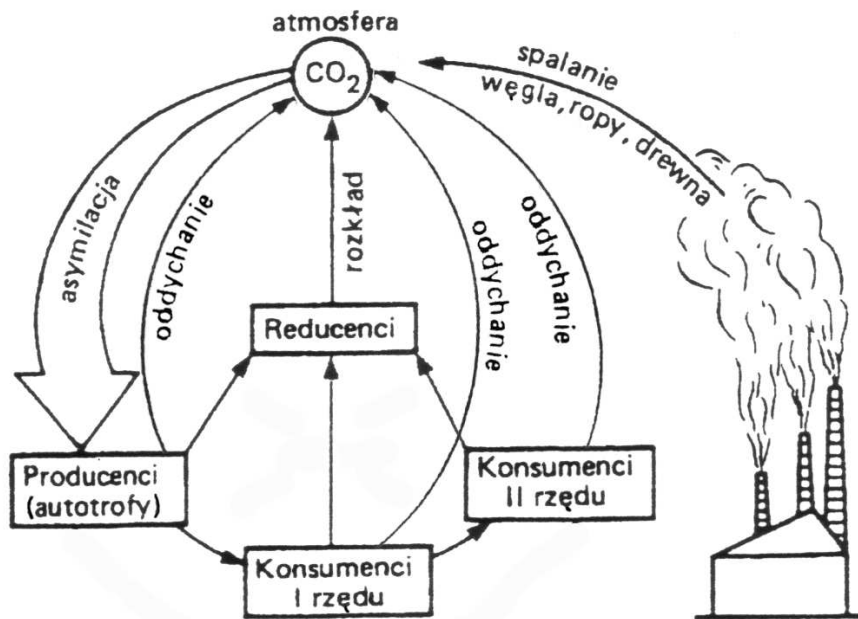 atmosfera
CO2
spalanie
węgla, ropy, drewna
asymilacja
oddychanie
rozkład
oddychanie
oddychanie
Reducenci
Producenci
(autotrofy)
Konsumenci
II rzędu
Konsumenci
I rzędu